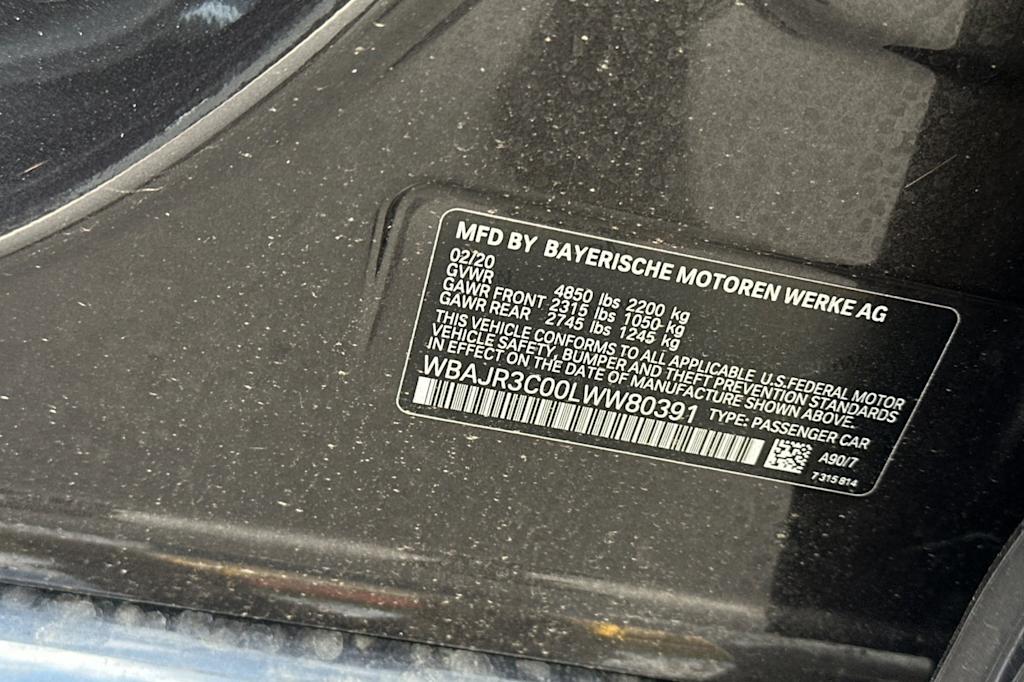 MFD BY BAYERISCHE MOTOREN WERKE AG
02/20
GVWR 4850 lbs 2200 kg
GAWR FRONT 2315 lbs 1050 kg
GAWR REAR 2745 lbs 1245 kg
THIS VEHICLE CONFORMS TO ALL APPLICABLE U.S.FEDERAL MOTOR
VEHICLE SAFETY, BUMPER AND THEFT PREVENTION STANDARDS
IN EFFECT ON THE DATE OF MANUFACTURE SHOWN ABOVE.
WBAJR3C00LWW80391 TYPE: PASSENGER CAR
A90/7
7 315 814